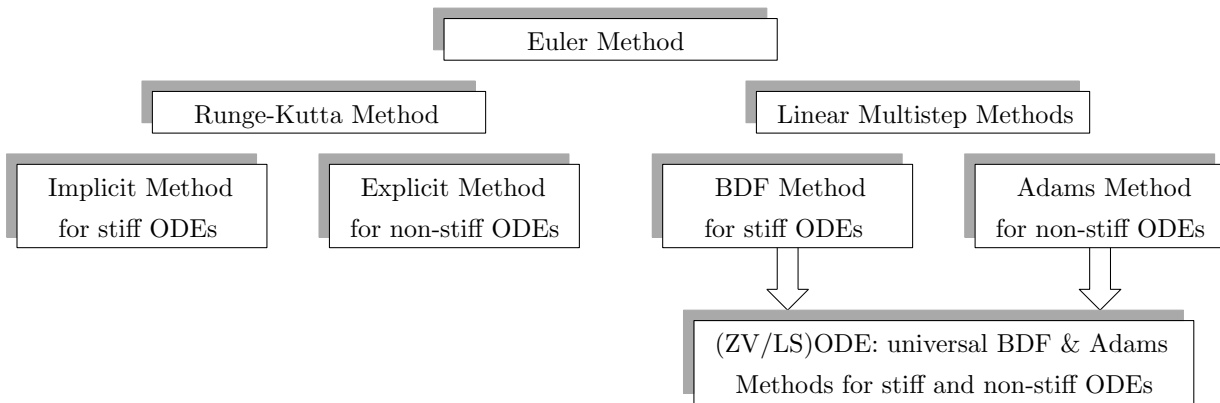 Euler Method
Runge-Kutta Method
Linear Multistep Methods
Implicit Method
for stiff ODEs
Explicit Method
for non-stiff ODEs
BDF Method
for stiff ODEs
Adams Method
for non-stiff ODEs
(ZV/LS)ODE: universal BDF & Adams
Methods for stiff and non-stiff ODEs